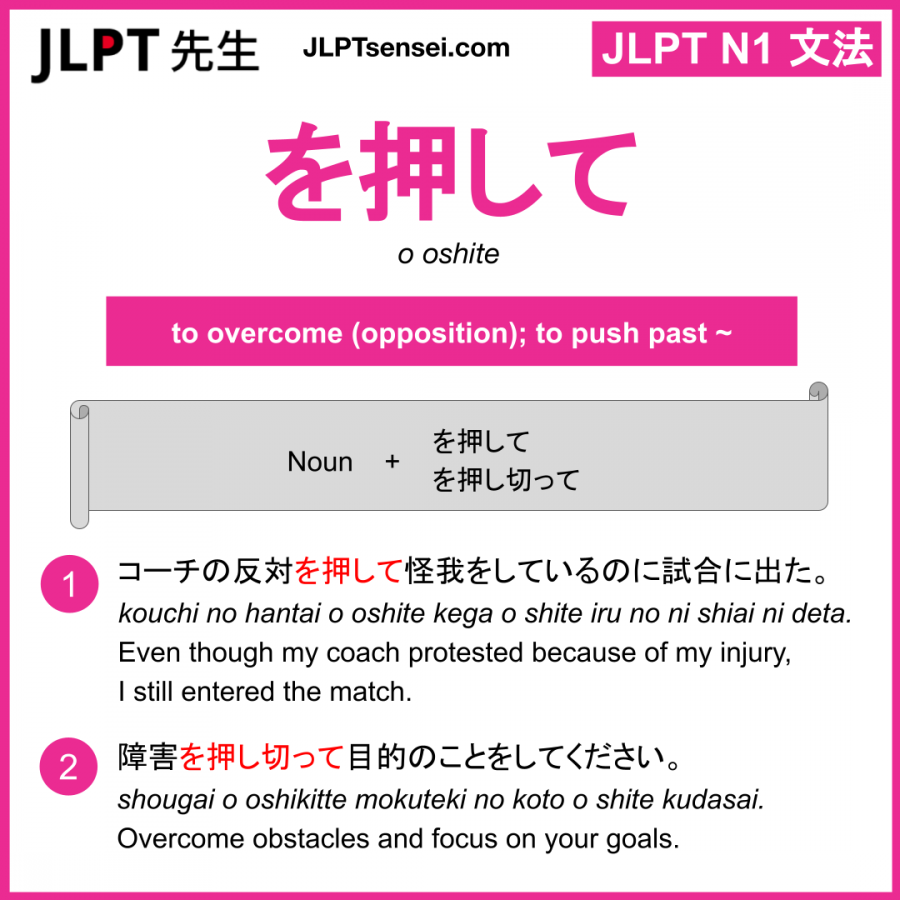 JLPT 先生
JLPTsensei.com
JLPT N1 文法
を押して
o oshite
to overcome (opposition); to push past ~
Noun + を押して
を押し切って
1 コーチの反対を押して怪我をしているのに試合に出た。
kouchi no hantai o oshite kega o shite iru no ni shiai ni deta.
Even though my coach protested because of my injury,
I still entered the match.
2 障害を押し切って目的のことをしてください。
shougai o oshikitte mokuteki no koto o shite kudasai.
Overcome obstacles and focus on your goals.